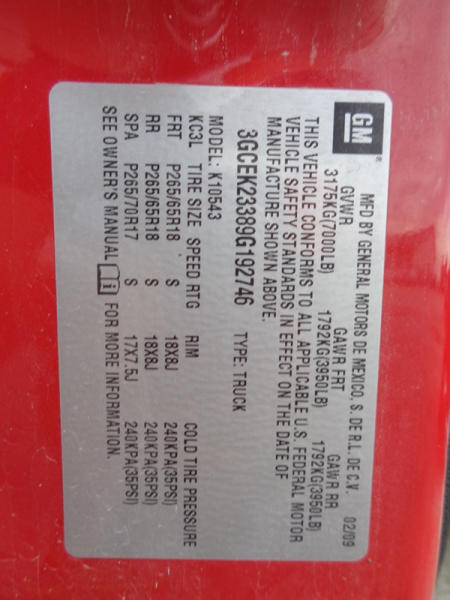 GM®
MFD BY GENERAL MOTORS DE MEXICO, S. DE R.L. DE C.V. 02/09
GVWR GAWR FRT GAWR RR
3175KG(7000LB) 1792KG(3950LB) 1792KG(3950LB)
THIS VEHICLE CONFORMS TO ALL APPLICABLE U.S. FEDERAL MOTOR
VEHICLE SAFETY STANDARDS IN EFFECT ON THE DATE OF
MANUFACTURE SHOWN ABOVE.
3GCEK23389G192746 TYPE: TRUCK
MODEL: K10543
KC3L TIRE SIZE SPEED RTG RIM COLD TIRE PRESSURE
FRT P265/65R18 S 18X8J 240KPA(35PSI)
RR P265/65R18 S 18X8J 240KPA(35PSI)
SPA P265/70R17 S 17X7.5J 240KPA(35PSI)
SEE OWNER'S MANUAL i FOR MORE INFORMATION.